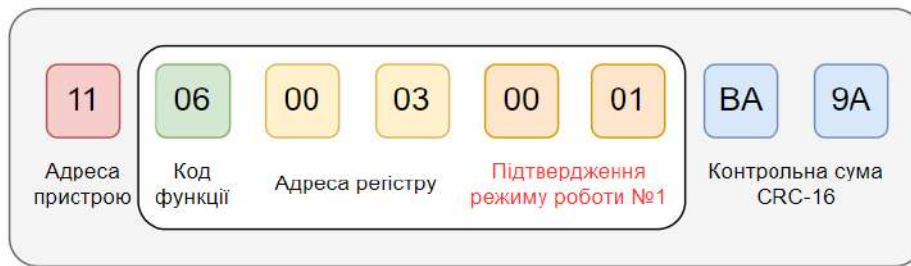 11 06 00 03 00 01 BA 9A
Адреса
пристрою
Код
функції
Адреса регістру
Підтвердження
режиму роботи №1
Контрольна сума
CRC-16